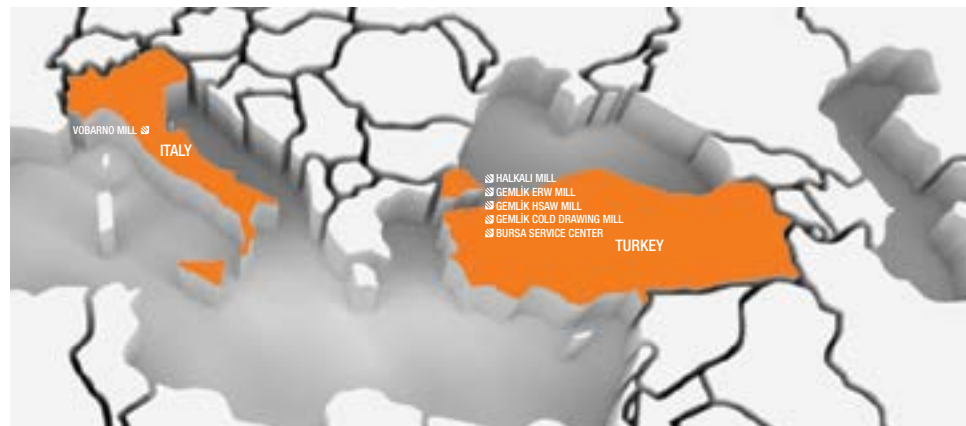 VOBARNO MILL
ITALY
HALKALI MILL
GEMLİK ERW MILL
GEMLİK HSAW MILL
GEMLİK COLD DRAWING MILL
BURSA SERVICE CENTER
TURKEY